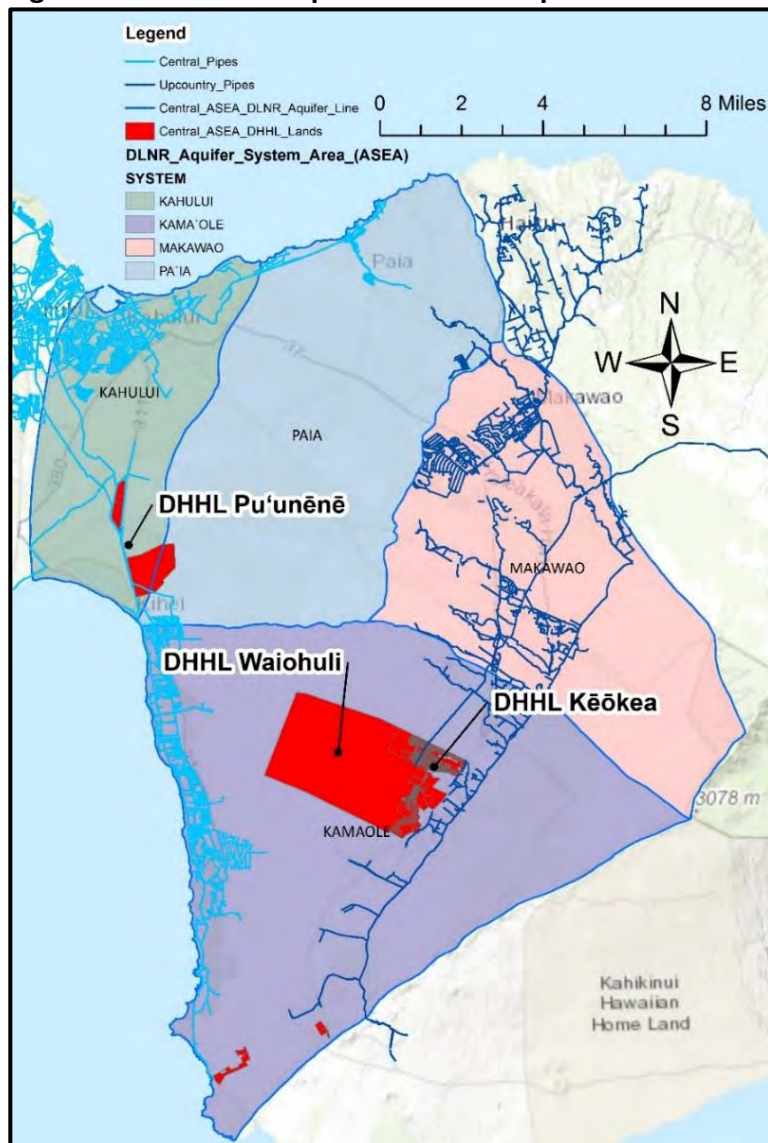 Legend
Central_Pipes
Upcountry_Pipes
Central_ASEA_DLNR_Aquifer_Line
Central_ASEA_DHHL_Lands
DLNR_Aquifer_System_Area_(ASEA)
SYSTEM
KAHULUI
KAMA`OLE
MAKAWAO
PA`IA
0 2 4 8 Miles
Haiku
Paia
N
W E
S
Kahului
KAHULUI
Makawao
PAIA
DHHL Pu‘unēnē
MAKAWAO
Kihei
DHHL Waiohuli
DHHL Kēōkea
3078 m
KAMAOLE
Kahikinui
Hawaiian
Home Land